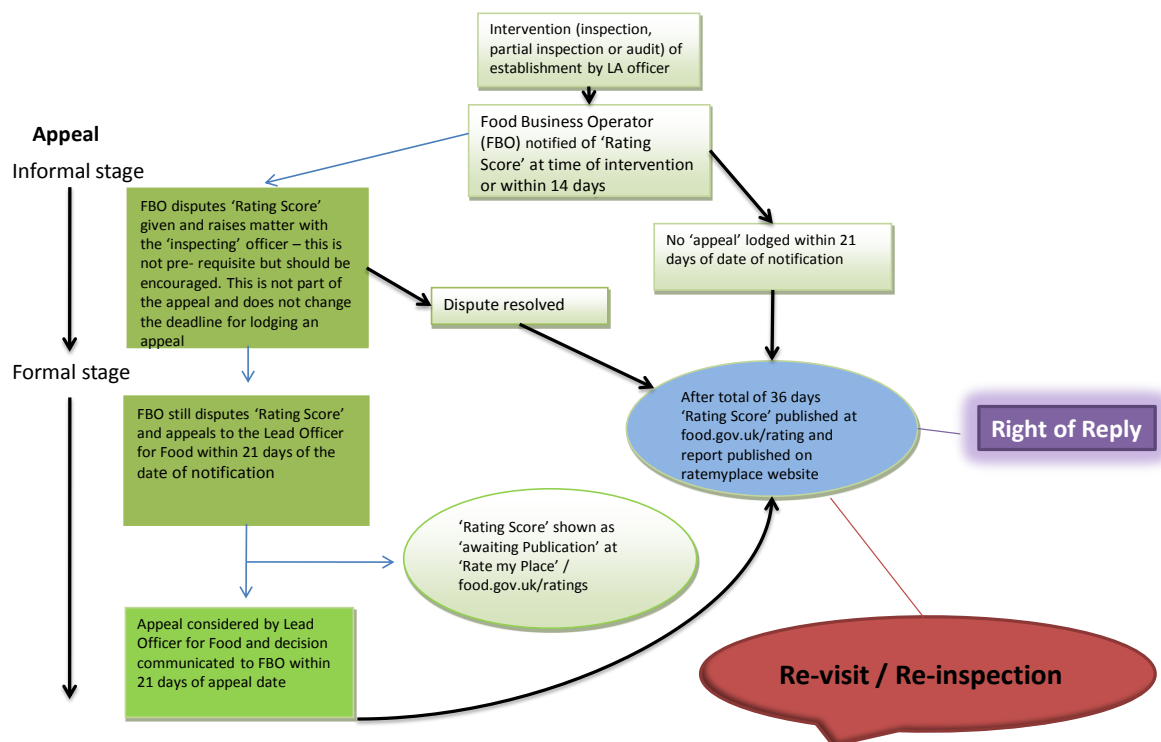 Intervention (inspection,
partial inspection or audit) of
establishment by LA officer
Food Business Operator
(FBO) notified of ‘Rating
Score’ at time of intervention
or within 14 days
Appeal
Informal stage
FBO disputes ‘Rating Score’
given and raises matter with
the ‘inspecting’ officer – this is
not pre- requisite but should be
encouraged. This is not part of
the appeal and does not change
the deadline for lodging an
appeal
No ‘appeal’ lodged within 21
days of date of notification
Dispute resolved
Formal stage
FBO still disputes ‘Rating Score’
and appeals to the Lead Officer
for Food within 21 days of the
date of notification
After total of 36 days
‘Rating Score’ published at
food.gov.uk/rating and
report published on
ratemyplace website
Right of Reply
‘Rating Score’ shown as
‘awaiting Publication’ at
‘Rate my Place’ /
food.gov.uk/ratings
Appeal considered by Lead
Officer for Food and decision
communicated to FBO within
21 days of appeal date
Re-visit / Re-inspection